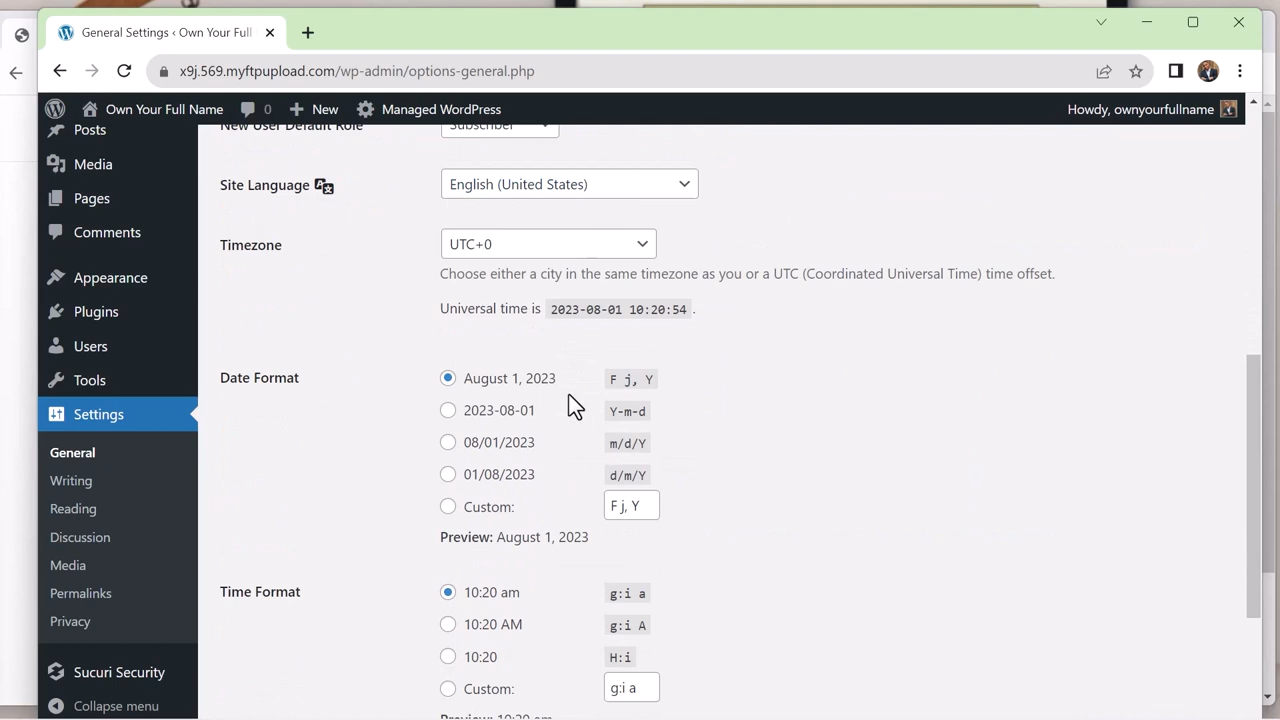 General Settings ‹ Own Your Full
x9j.569.myftpupload.com/wp-admin/options-general.php
Own Your Full Name 0 New Managed WordPress Howdy, ownyourfullname
Posts
Media
Pages
Comments
Appearance
Plugins
Users
Tools
Settings
General
Writing
Reading
Discussion
Media
Permalinks
Privacy
Sucuri Security
Collapse menu
New User Default Role Subscriber
Site Language English (United States)
Timezone UTC+0
Choose either a city in the same timezone as you or a UTC (Coordinated Universal Time) time offset.
Universal time is 2023-08-01 10:20:54 .
Date Format August 1, 2023 F j, Y
2023-08-01 Y-m-d
08/01/2023 m/d/Y
01/08/2023 d/m/Y
Custom: F j, Y
Preview: August 1, 2023
Time Format 10:20 am g:i a
10:20 AM g:i A
10:20 H:i
Custom: g:i a
Preview: 10:20 am